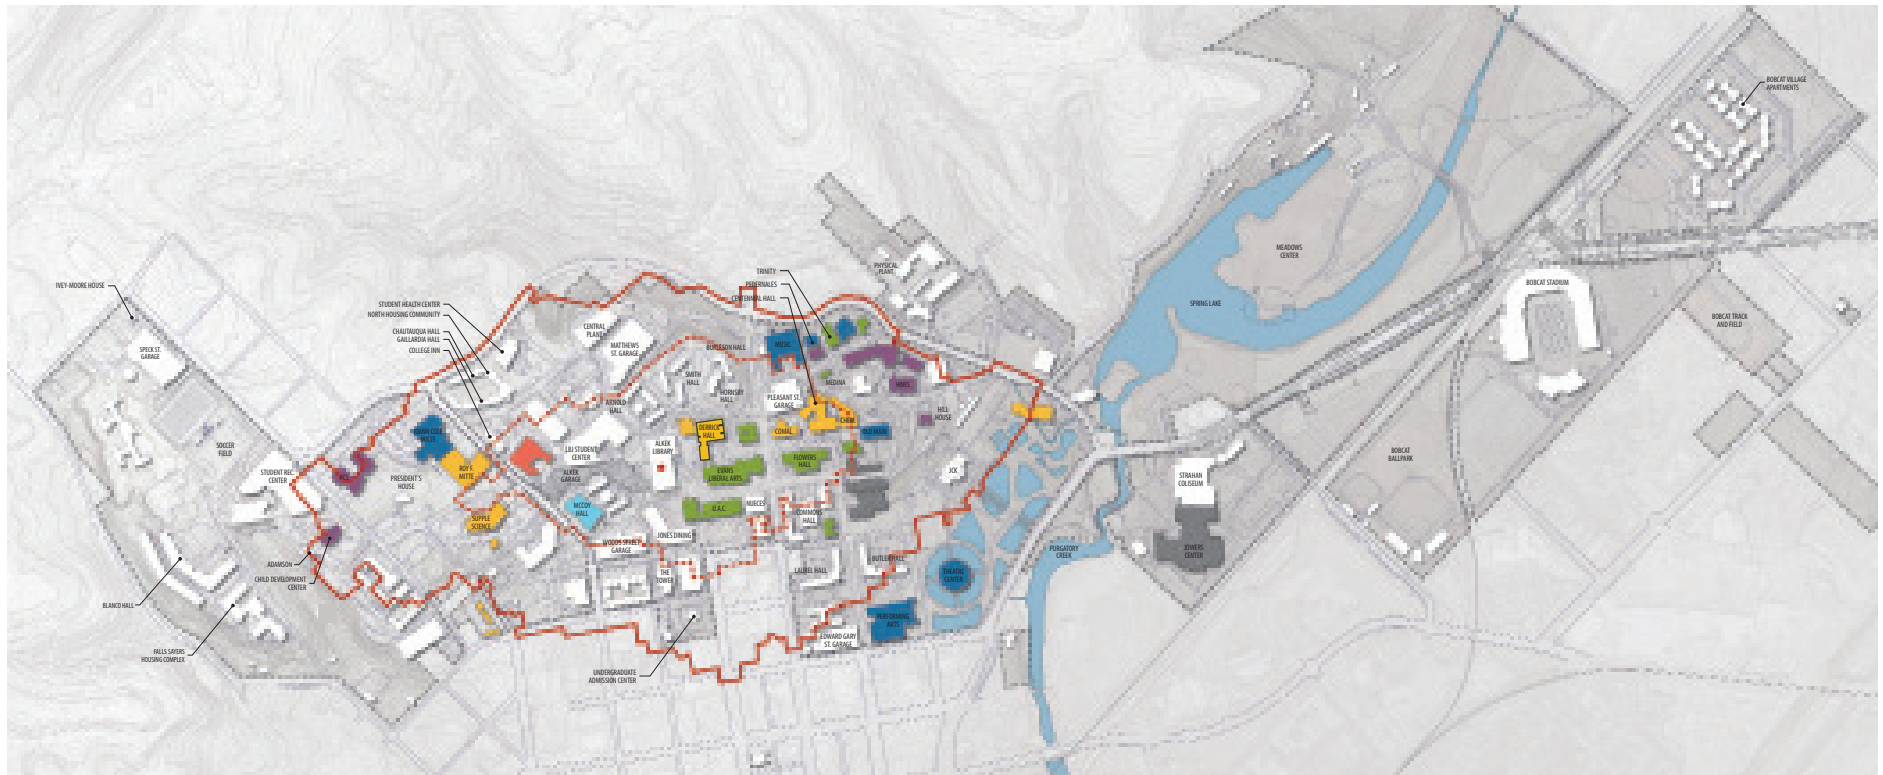 BOBCAT VILLAGE
APARTMENTS
MEADOWS
CENTER
SPRING LAKE
BOBCAT STADIUM
BOBCAT TRACK
AND FIELD
PHYSICAL
PLANT
TRINITY
PEDERNALES
CENTENNIAL HALL
IVEY-MOORE HOUSE
STUDENT HEALTH CENTER
NORTH HOUSING COMMUNITY
CHAUTAUQUA HALL
GAILLARDIA HALL
COLLEGE INN
SPECK ST.
GARAGE
CENTRAL
PLANT
MATTHEWS
ST. GARAGE
BURLESON HALL
MUSIC
SMITH
HALL
HORNSBY
HALL
MEDINA
HINES
PLEASANT ST.
GARAGE
ARNOLD
HALL
HILL
HOUSE
DERRICK
HALL
COMAL
CHEM.
OLD MAIN
SOCCER
FIELD
LBJ STUDENT
CENTER
ALKEK
LIBRARY
FLOWERS
HALL
BOBCAT
BALLPARK
STUDENT REC.
CENTER
PRESIDENT'S
HOUSE
ROY F.
MITTE
ALKEK
GARAGE
EVANS
LIBERAL ARTS
JCK
STRAHAN
COLISEUM
MCCOY
HALL
U.A.C.
NUECES
COMMONS
HALL
SUPPLE
SCIENCE
JONES DINING
WOODS STREET
GARAGE
PURGATORY
CREEK
JOWERS
CENTER
ADAMSON
CHILD DEVELOPMENT
CENTER
THE
TOWER
LAUREL HALL
BUTLER HALL
THEATRE
CENTER
BLANCO HALL
PERFORMING
ARTS
EDWARD GARY
ST. GARAGE
FALLS SAYERS
HOUSING COMPLEX
UNDERGRADUATE
ADMISSION CENTER